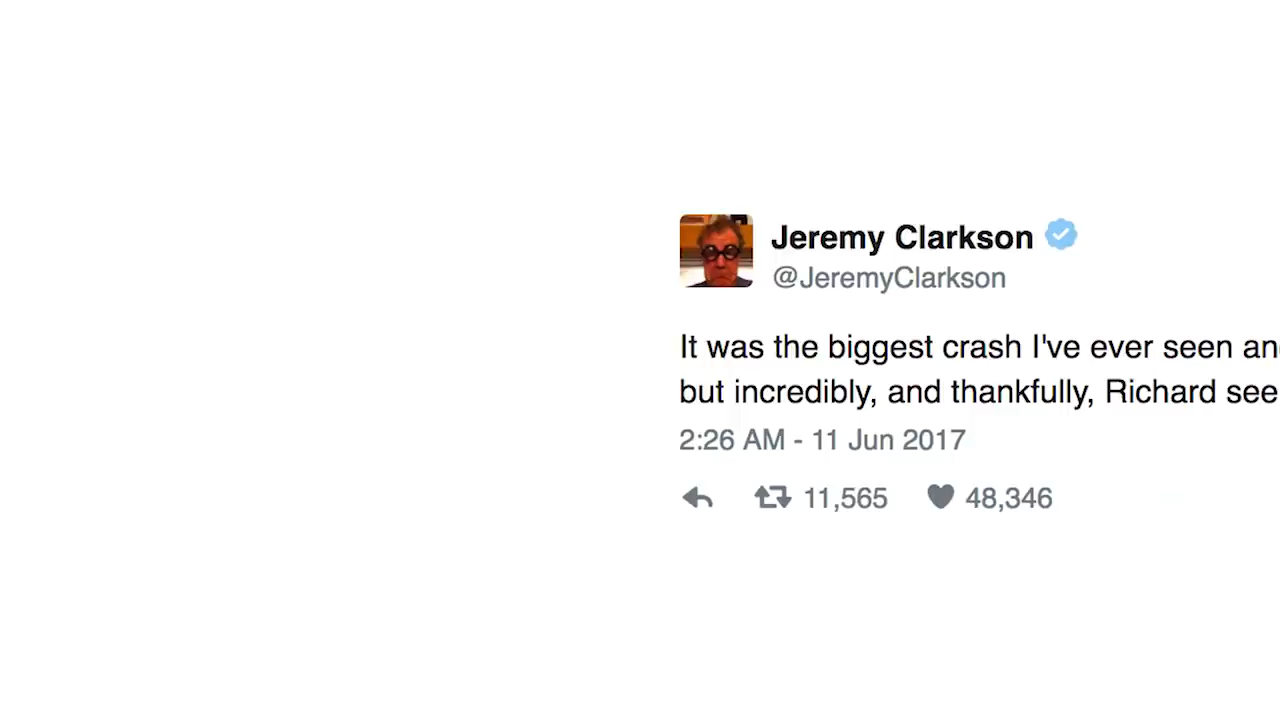 Jeremy Clarkson
@JeremyClarkson
It was the biggest crash I've ever seen an
but incredibly, and thankfully, Richard see
2:26 AM - 11 Jun 2017
11,565 48,346